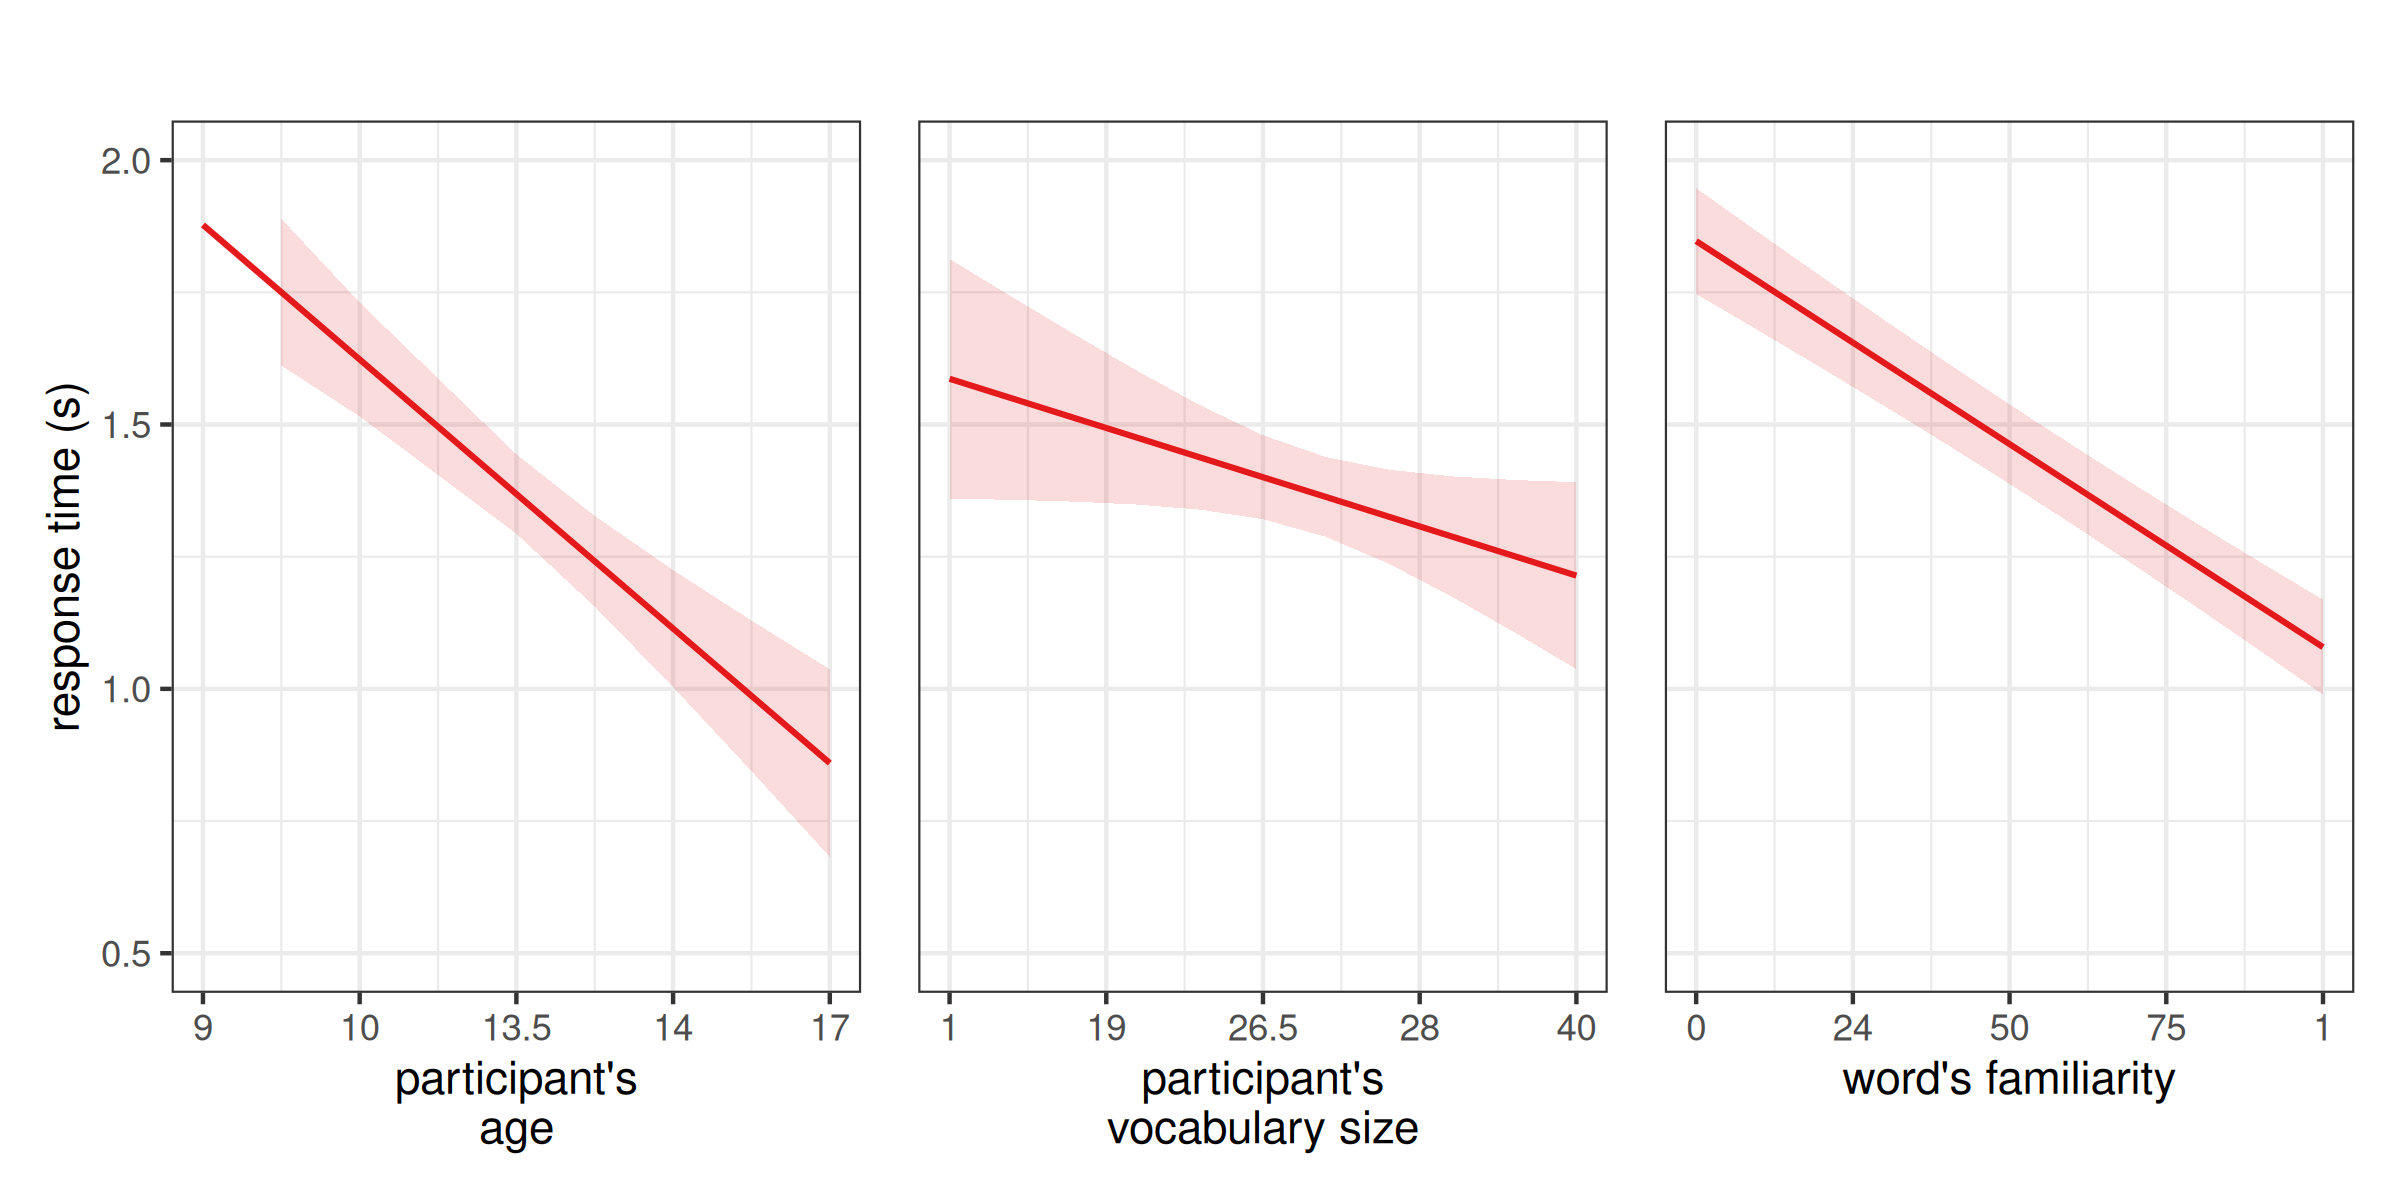 response time (s)
2.0
1.5
1.0
0.5
9 10 13.5 14 17
participant's
age
1 19 26.5 28 40
participant's
vocabulary size
0 24 50 75 1
word's familiarity